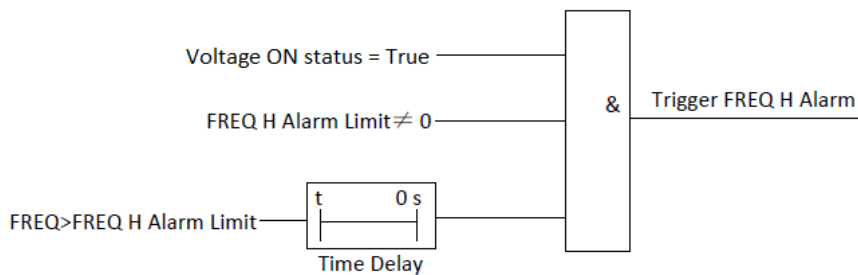 Voltage ON status = True
&
Trigger FREQ H Alarm
FREQ H Alarm Limit≠ 0
t 0 s
FREQ>FREQ H Alarm Limit
Time Delay